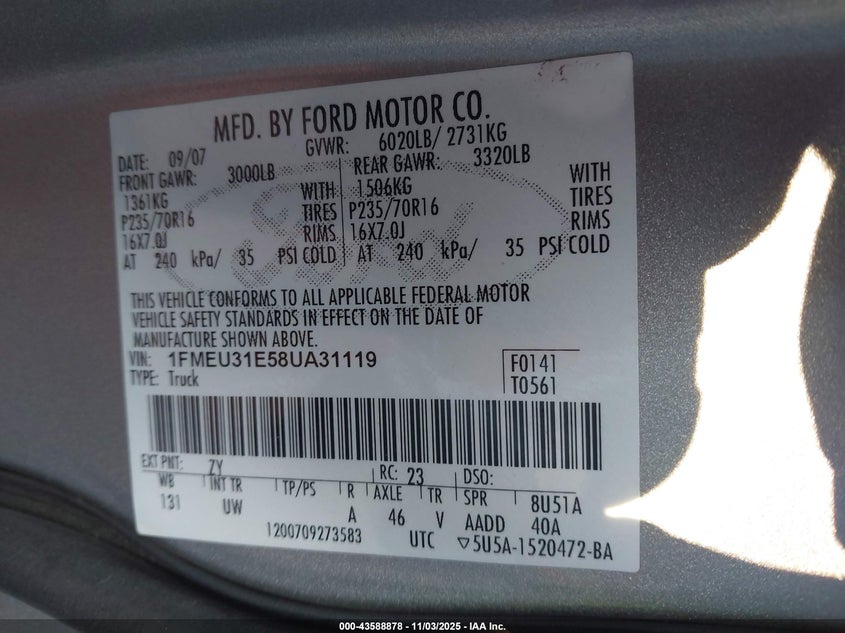 MFD. BY FORD MOTOR CO.
DATE: 09/07 GVWR: 6020LB/ 2731KG
FRONT GAWR: 3000LB REAR GAWR: 3320LB
1361KG WITH 1506KG WITH
P235/70R16 TIRES P235/70R16 TIRES
16X7.0J RIMS 16X7.0J RIMS
AT 240 kPa/ 35 PSI COLD AT 240 kPa/ 35 PSI COLD
THIS VEHICLE CONFORMS TO ALL APPLICABLE FEDERAL MOTOR
VEHICLE SAFETY STANDARDS IN EFFECT ON THE DATE OF
MANUFACTURE SHOWN ABOVE.
VIN: 1FMEU31E58UA31119 F0141
TYPE: Truck T0561
EXT PNT: ZY RC: 23 DSO:
WB INT TR TP/PS R AXLE TR SPR 8U51A
131 UW A 46 V AADD 40A
1200709273583 UTC ▽5U5A-1520472-BA
000-43588878 - 11/03/2025 - IAA Inc.